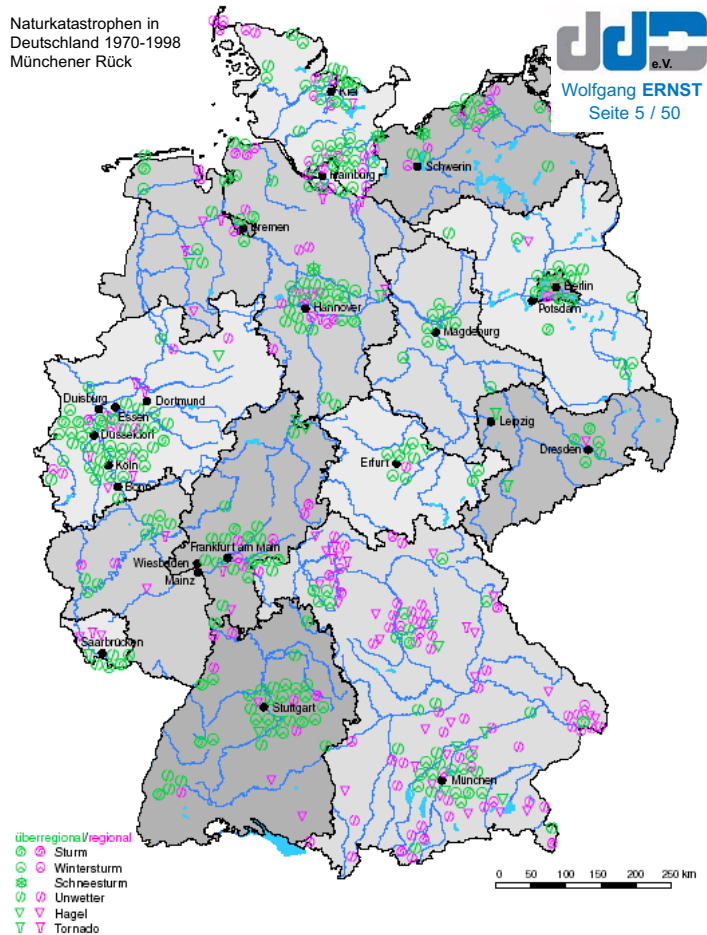 Naturkatastrophen in
Deutschland 1970-1998
Münchener Rück
ddD
e.V.
Wolfgang ERNST
Seite 5 / 50
Kiel
Schwerin
Hamburg
Bremen
Berlin
Potsdam
Hannover
Magdeburg
Duisburg
Dortmund
Essen
Düsseldorf
Leipzig
Köln
Erfurt
Dresden
Bonn
Frankfurt am Main
Wiesbaden
Mainz
Saarbrücken
Stuttgart
München
überregional/regional
Sturm
Wintersturm
Schneesturm
Unwetter
Hagel
Tornado
0 50 100 150 200 250 km